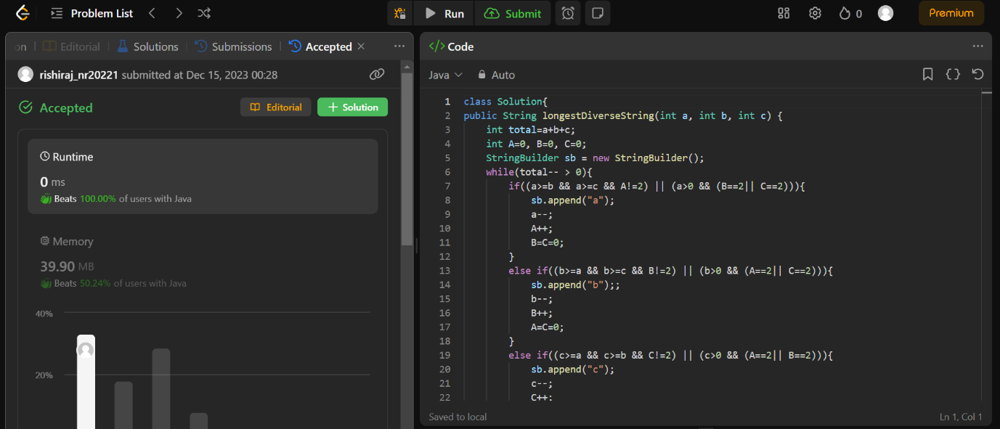 Problem List
Run
Submit
0
Premium
on
Editorial
Solutions
Submissions
Accepted
rishiraj_nr20221 submitted at Dec 15, 2023 00:28
Accepted
Editorial
Solution
Runtime
0 ms
Beats 100.00% of users with Java
Memory
39.90 MB
Beats 50.24% of users with Java
40%
20%
</> Code
Java
Auto
1 class Solution{
2 public String longestDiverseString(int a, int b, int c) {
3 int total=a+b+c;
4 int A=0, B=0, C=0;
5 StringBuilder sb = new StringBuilder();
6 while(total-- > 0){
7 if((a>=b && a>=c && A!=2) || (a>0 && (B==2|| C==2))){
8 sb.append("a");
9 a--;
10 A++;
11 B=C=0;
12 }
13 else if((b>=a && b>=c && B!=2) || (b>0 && (A==2|| C==2))){
14 sb.append("b");;
15 b--;
16 B++;
17 A=C=0;
18 }
19 else if((c>=a && c>=b && C!=2) || (c>0 && (A==2|| B==2))){
20 sb.append("c");
21 c--;
22 C++;
Saved to local
Ln 1, Col 1